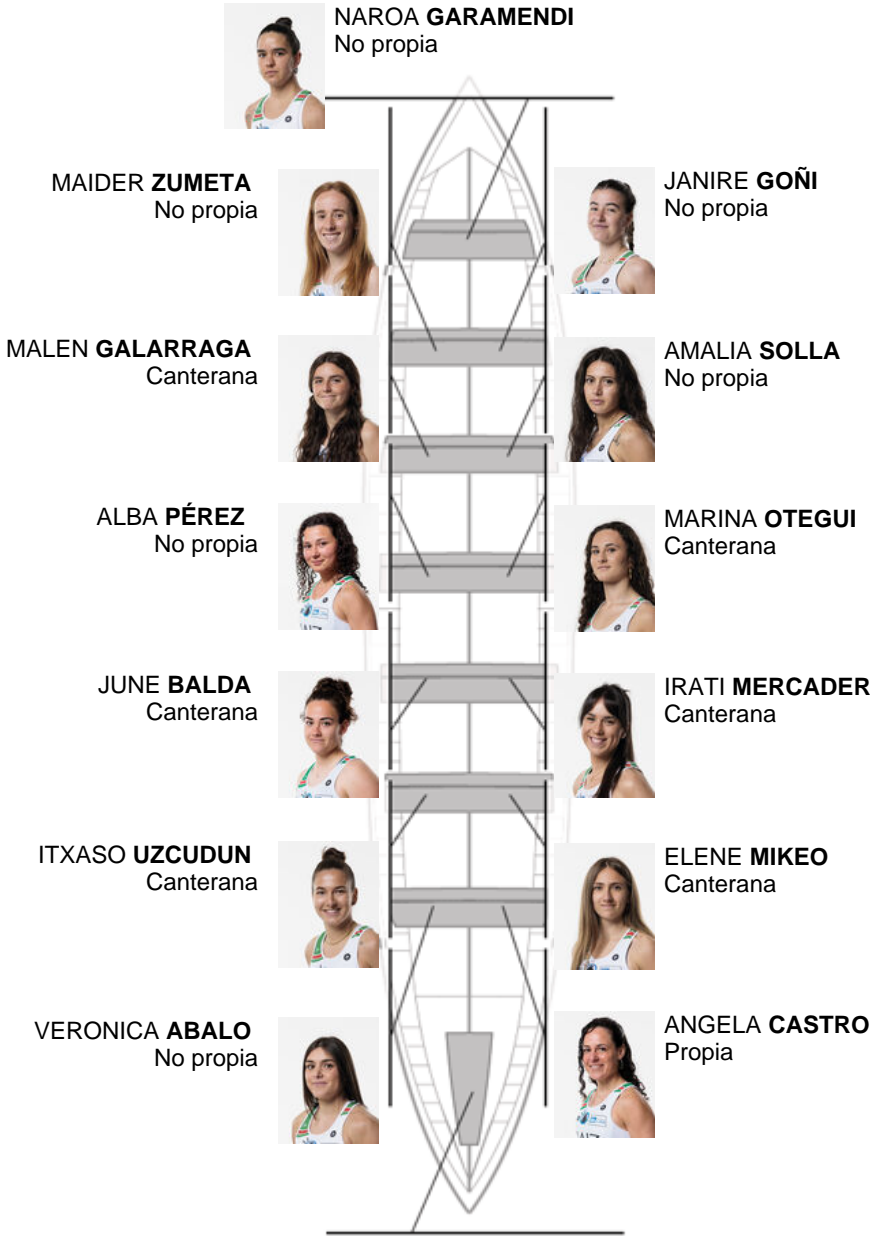 NAROA GARAMENDI
No propia
MAIDER ZUMETA
No propia
JANIRE GOÑI
No propia
MALEN GALARRAGA
Canterana
AMALIA SOLLA
No propia
ALBA PÉREZ
No propia
MARINA OTEGUI
Canterana
JUNE BALDA
Canterana
IRATI MERCADER
Canterana
ITXASO UZCUDUN
Canterana
ELENE MIKEO
Canterana
VERONICA ABALO
No propia
ANGELA CASTRO
Propia